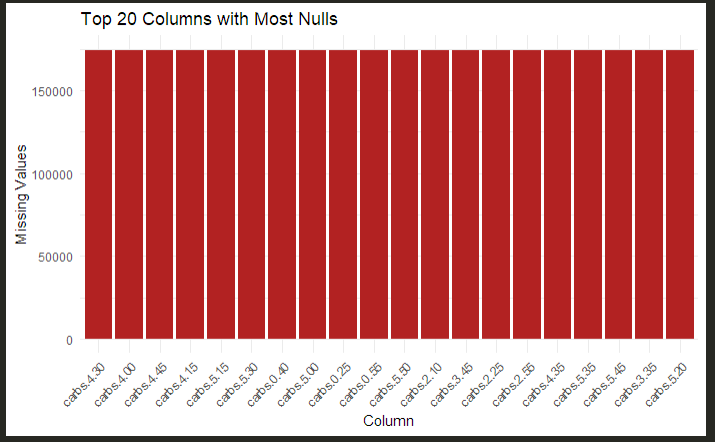 Top 20 Columns with Most Nulls
Missing Values
150000
100000
50000
0
carbs.4.30
carbs.4.00
carbs.4.45
carbs.4.15
carbs.5.15
carbs.5.30
carbs.0.40
carbs.5.00
carbs.0.25
carbs.0.55
carbs.5.50
carbs.2.10
carbs.3.45
carbs.2.25
carbs.2.55
carbs.4.35
carbs.5.35
carbs.5.45
carbs.3.35
carbs.5.20
Column